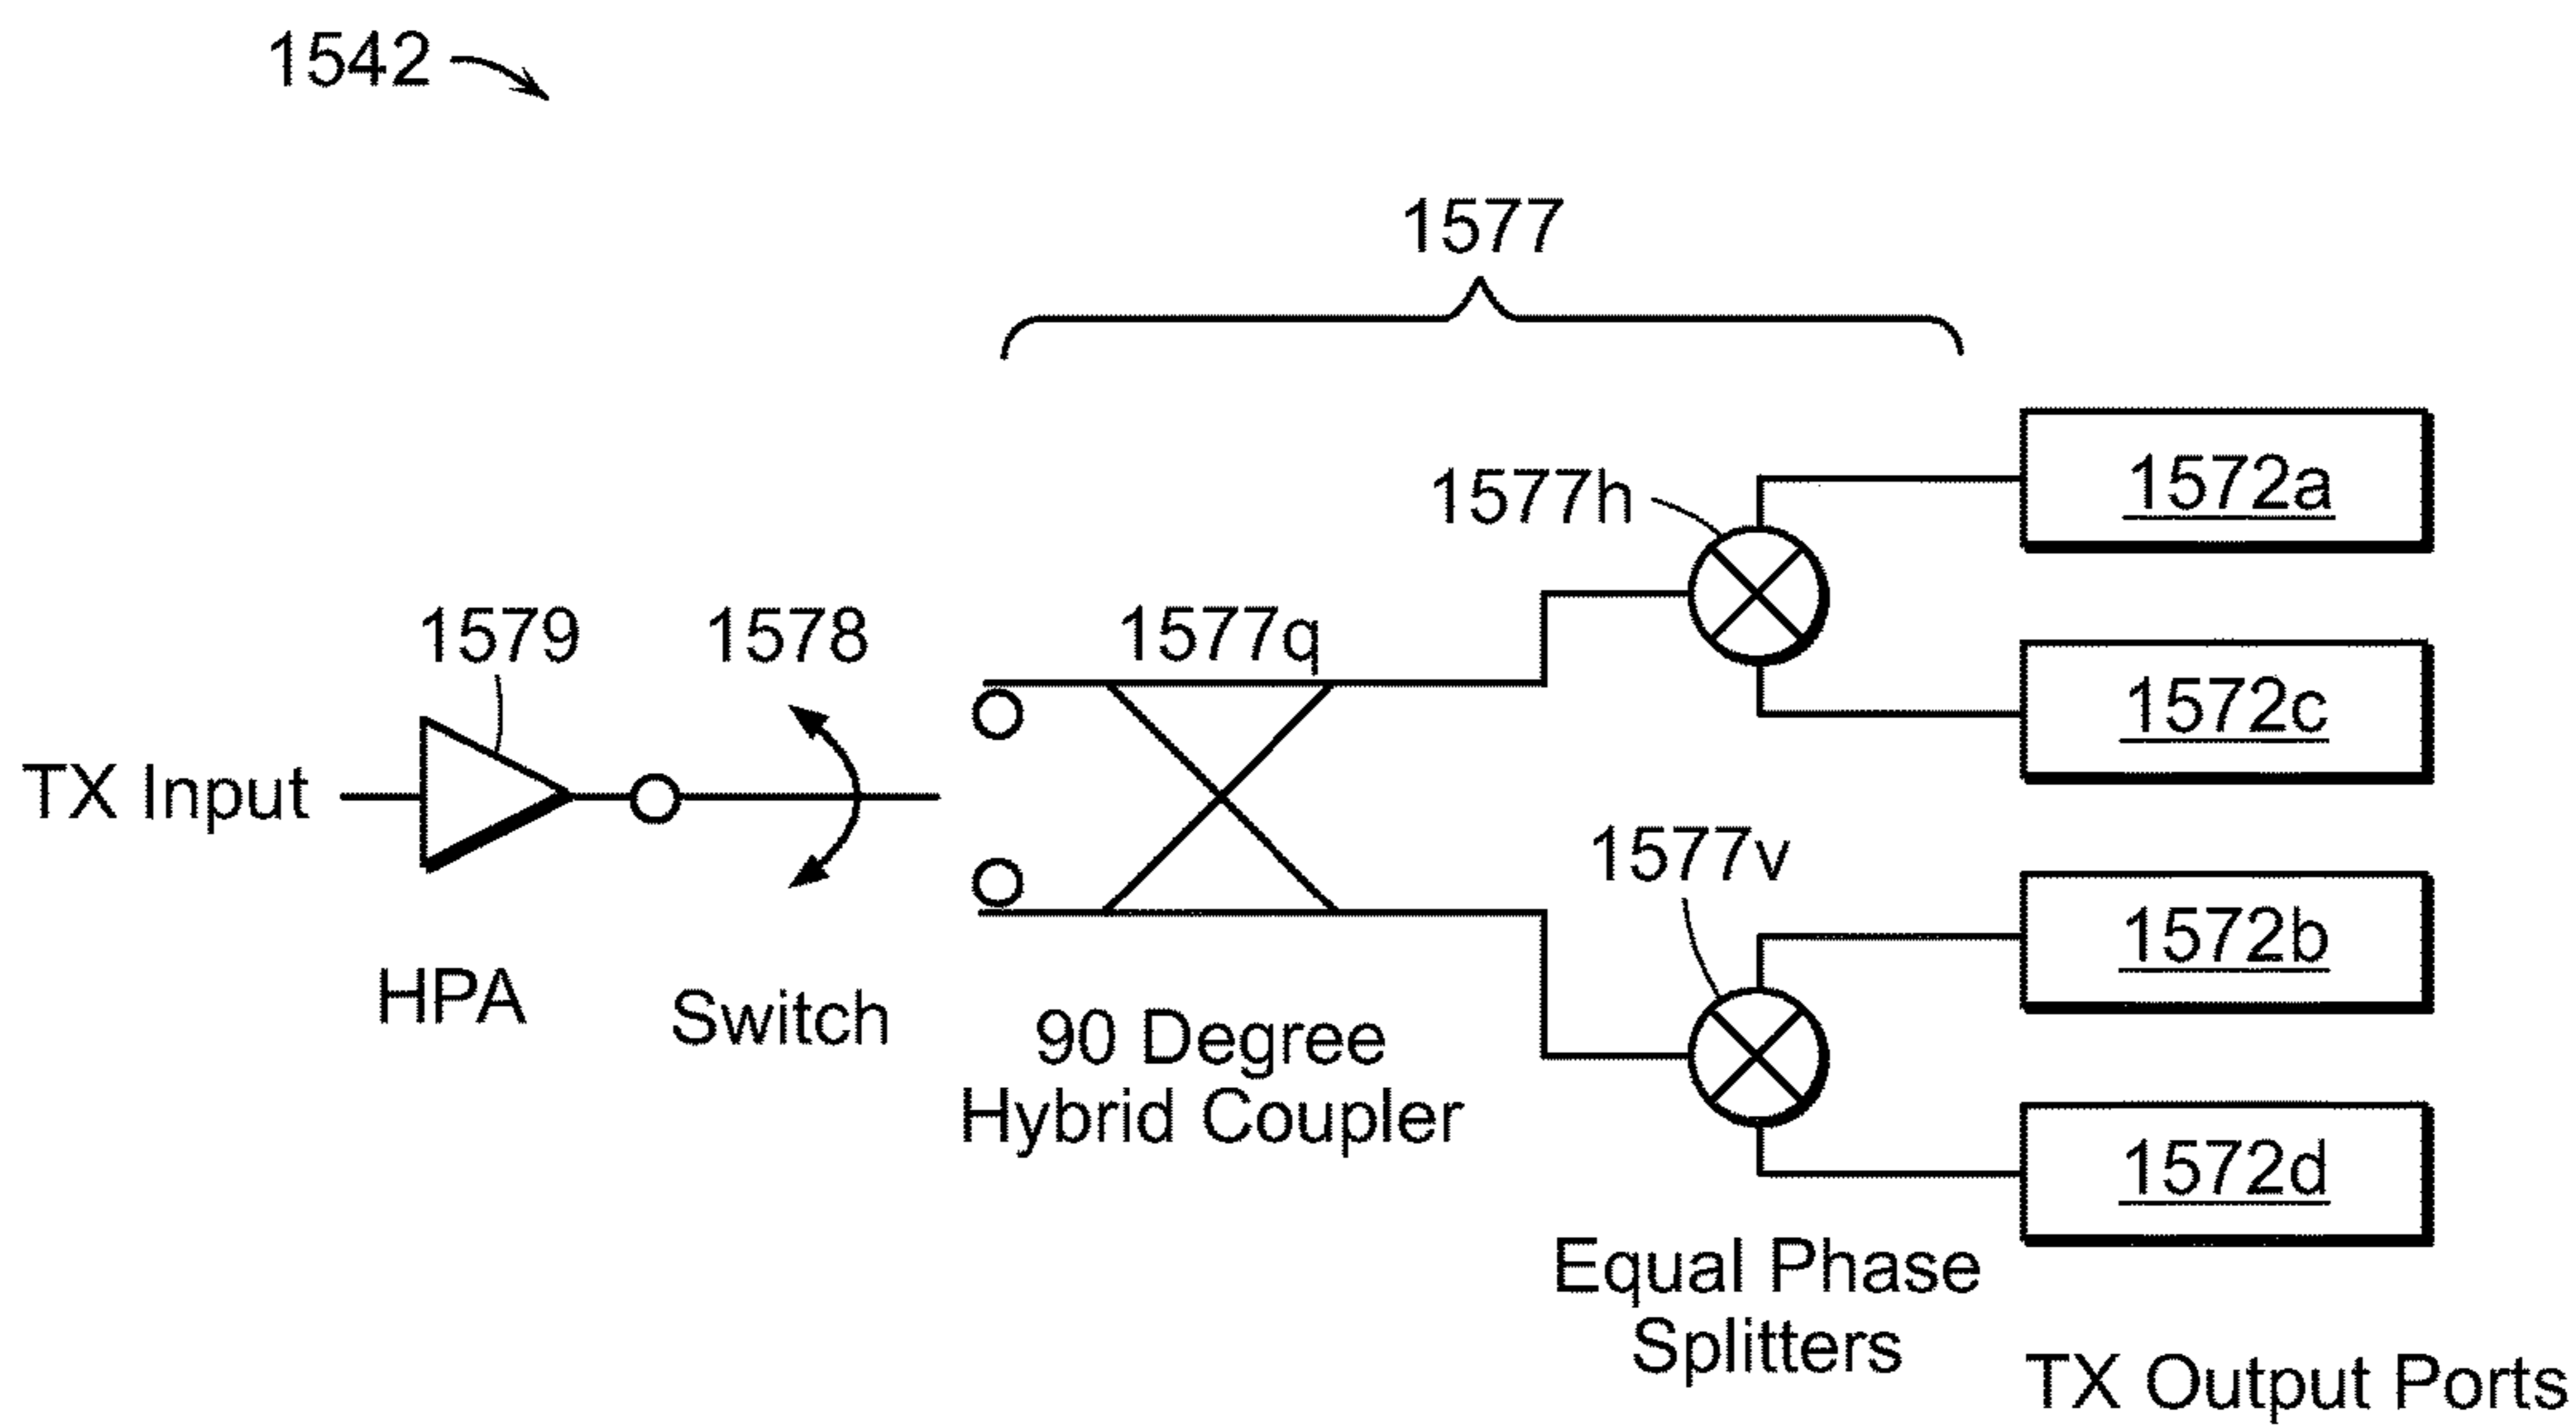 1542
1577
1577h
1572a
1572c
1579
1578
1577q
TX Input
1577v
1572b
HPA
Switch
90 Degree
Hybrid Coupler
1572d
Equal Phase
Splitters
TX Output Ports